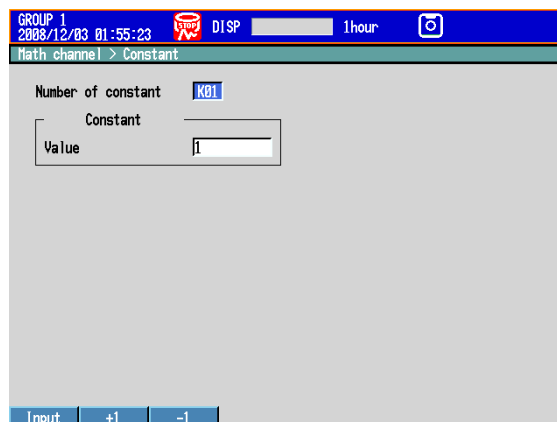 GROUP 1
2008/12/03 01:55:23
STOP
DISP
1hour
Math channel > Constant
Number of constant K01
Constant
Value 1
Input +1 -1